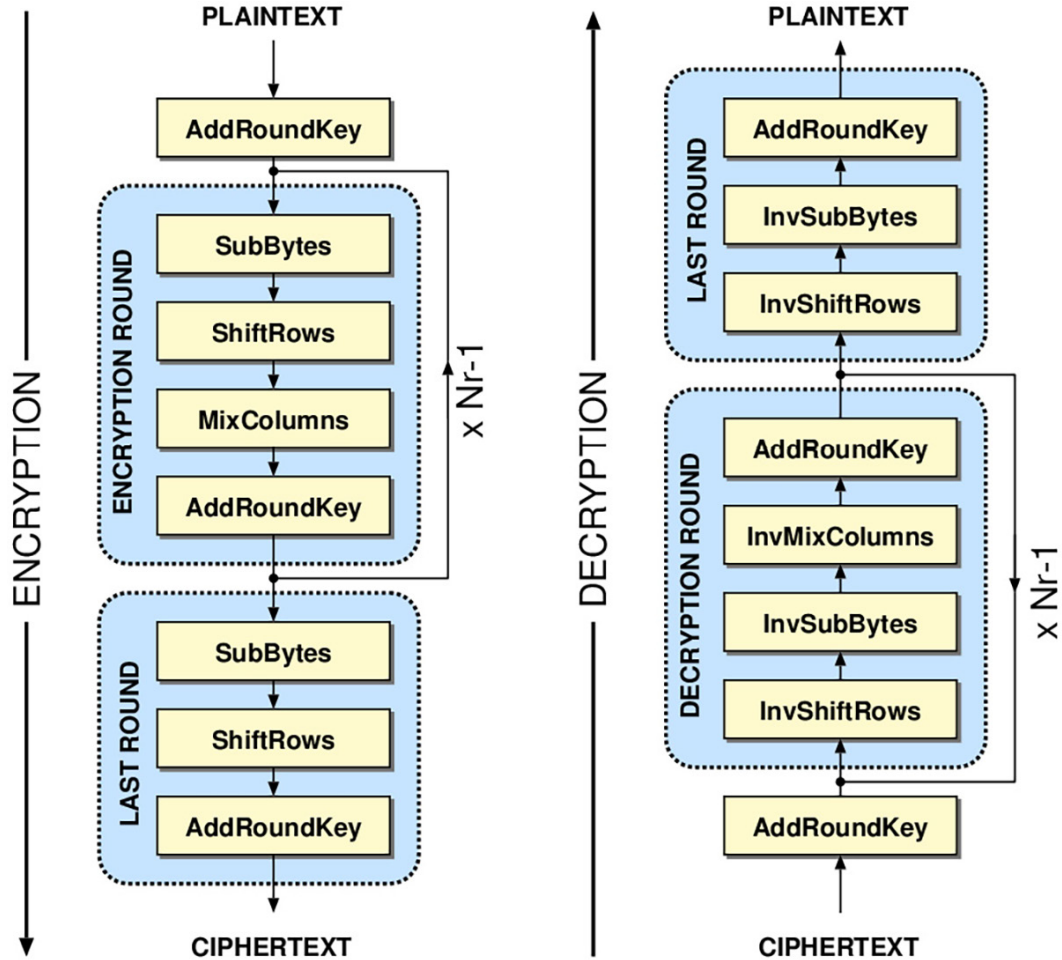 PLAINTEXT
AddRoundKey
ENCRYPTION ROUND
SubBytes
ShiftRows
MixColumns
AddRoundKey
x Nr-1
LAST ROUND
SubBytes
ShiftRows
AddRoundKey
CIPHERTEXT
ENCRYPTION
PLAINTEXT
LAST ROUND
AddRoundKey
InvSubBytes
InvShiftRows
DECRYPTION ROUND
AddRoundKey
InvMixColumns
InvSubBytes
InvShiftRows
x Nr-1
AddRoundKey
CIPHERTEXT
DECRYPTION